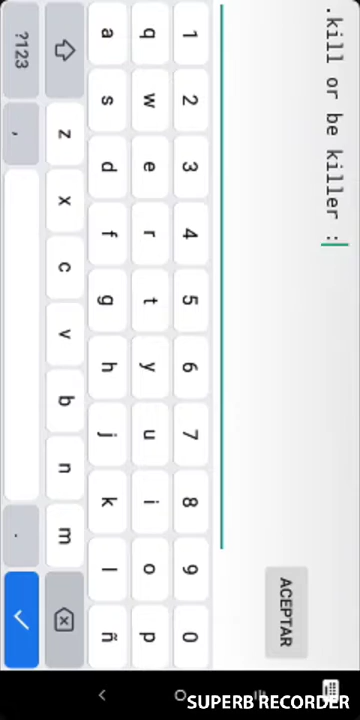 .kill or be killer :
ACEPTAR
1 2 3 4 5 6 7 8 9 0
q w e r t y u i o p
a s d f g h j k l ñ
z x c v b n m
?123 , .
SUPERB RECORDER